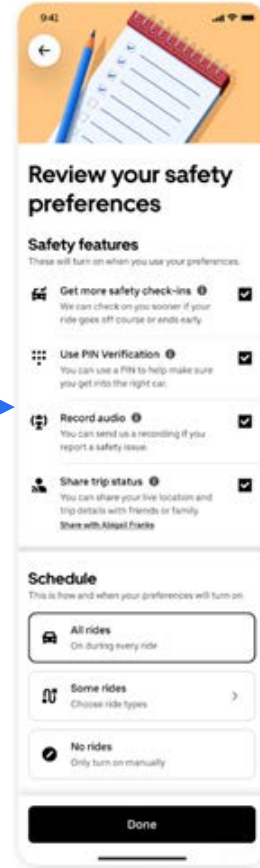 9:41
Review your safety
preferences
Safety features
These will turn on when you use your preferences.
Get more safety check-ins
We can check on you sooner if your
ride goes off course or ends early.
Use PIN Verification
We can use a PIN to help make sure
you get into the right car.
Record audio
You can send us a recording if you
report a safety issue.
Share trip status
You can share your live location and
trip details with friends or family.
Share with Abigail Franks
Schedule
This is how and when your preferences will turn on
All rides
On during every ride
Some rides
Choose ride types
No rides
Only turn on manually
Done